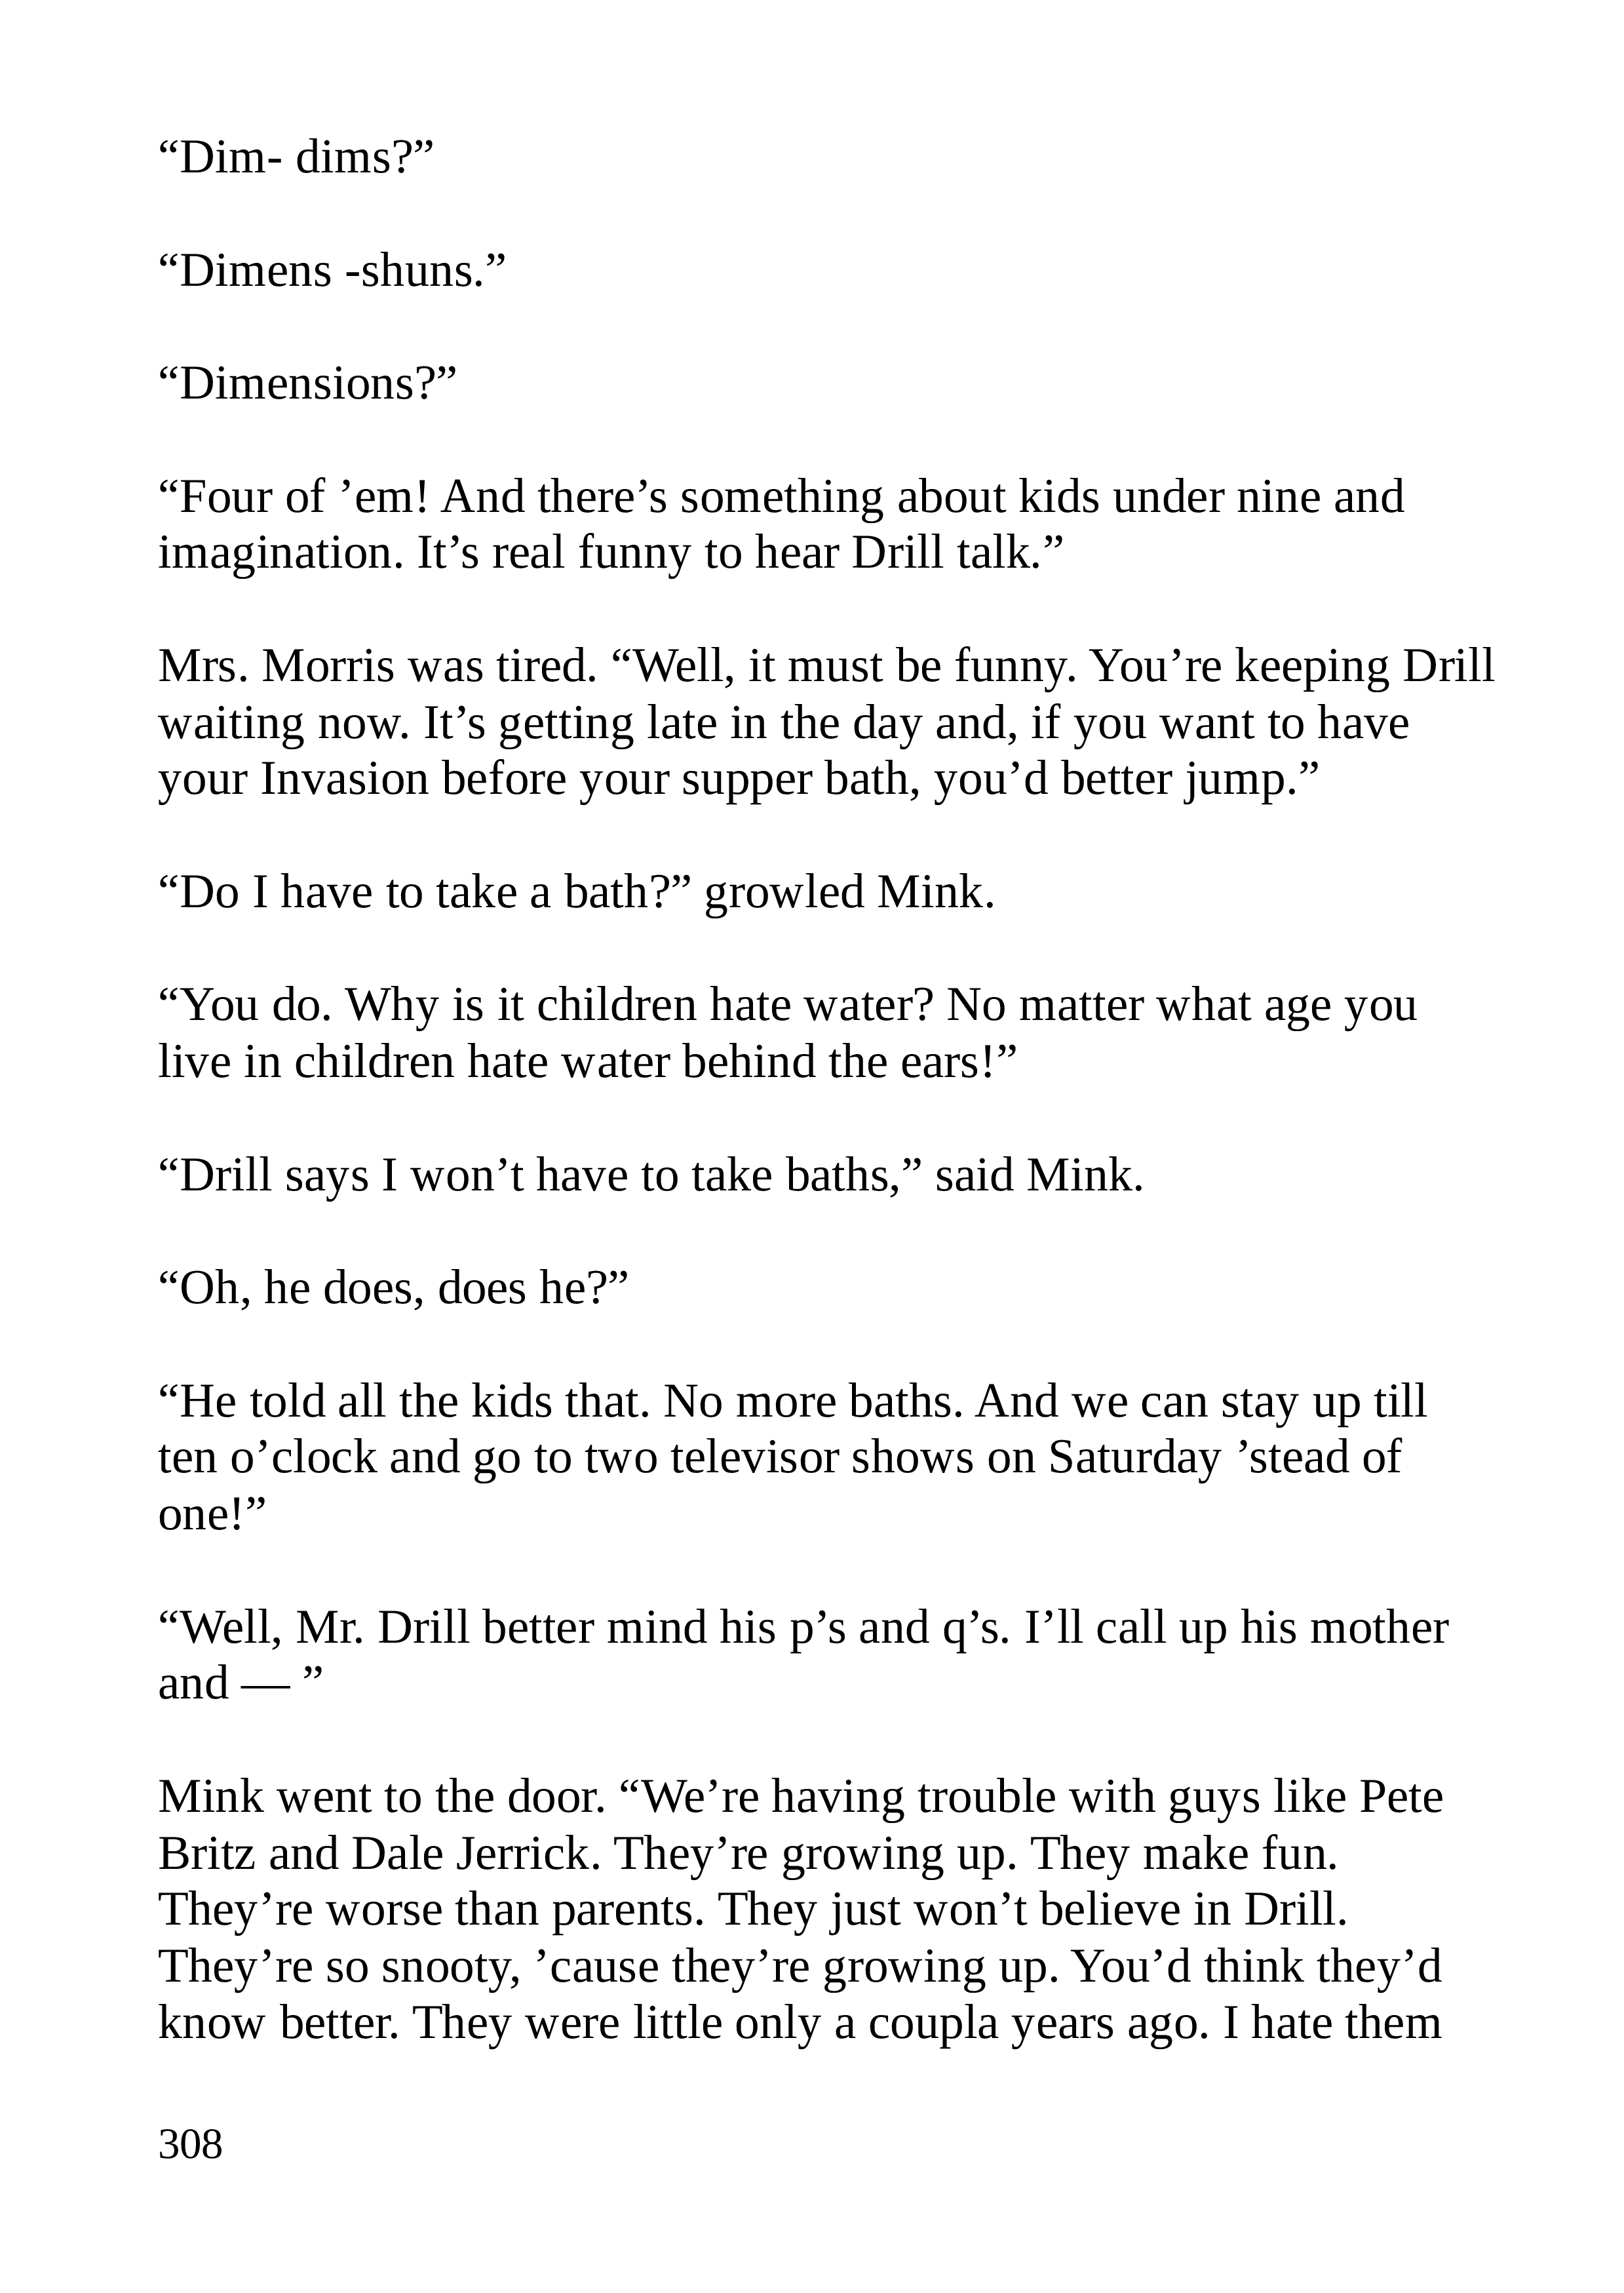 “Dim- dims?”
“Dimens -shuns.”
“Dimensions?”
“Four of ’em! And there’s something about kids under nine and
imagination. It’s real funny to hear Drill talk.”
Mrs. Morris was tired. “Well, it must be funny. You’re keeping Drill
waiting now. It’s getting late in the day and, if you want to have
your Invasion before your supper bath, you’d better jump.”
“Do I have to take a bath?” growled Mink.
“You do. Why is it children hate water? No matter what age you
live in children hate water behind the ears!”
“Drill says I won’t have to take baths,” said Mink.
“Oh, he does, does he?”
“He told all the kids that. No more baths. And we can stay up till
ten o’clock and go to two televisor shows on Saturday ’stead of
one!”
“Well, Mr. Drill better mind his p’s and q’s. I’ll call up his mother
and — ”
Mink went to the door. “We’re having trouble with guys like Pete
Britz and Dale Jerrick. They’re growing up. They make fun.
They’re worse than parents. They just won’t believe in Drill.
They’re so snooty, ’cause they’re growing up. You’d think they’d
know better. They were little only a coupla years ago. I hate them
308